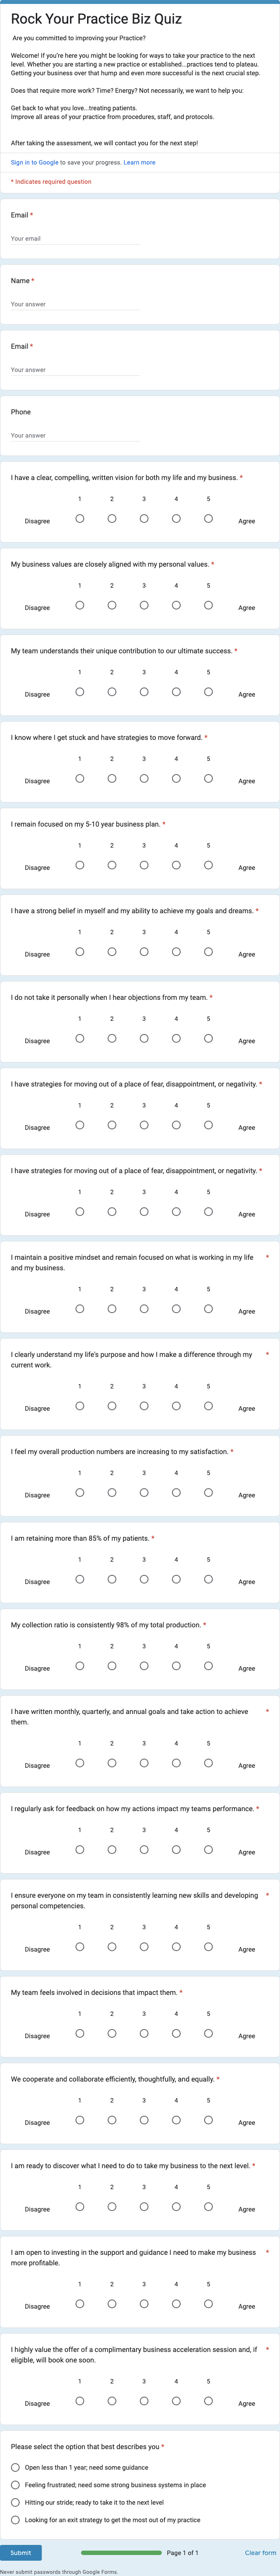 Rock Your Practice Biz Quiz
Are you committed to improving your Practice?
Welcome! If you're here you might be looking for ways to take your practice to the next
level. Whether you are starting a new practice or established...practices tend to plateau.
Getting your business over that hump and even more successful is the next crucial step.
Does that require more work? Time? Energy? Not necessarily, we want to help you:
Get back to what you love...treating patients.
Improve all areas of your practice from procedures, staff, and protocols.
After taking the assessment, we will contact you for the next step!
Sign in to Google to save your progress. Learn more
* Indicates required question
Email *
Your email
Name *
Your answer
Email *
Your answer
Phone
Your answer
I have a clear, compelling, written vision for both my life and my business. *
1 2 3 4 5
Disagree Agree
My business values are closely aligned with my personal values. *
1 2 3 4 5
Disagree Agree
My team understands their unique contribution to our ultimate success. *
1 2 3 4 5
Disagree Agree
I know where I get stuck and have strategies to move forward. *
1 2 3 4 5
Disagree Agree
I remain focused on my 5-10 year business plan. *
1 2 3 4 5
Disagree Agree
I have a strong belief in myself and my ability to achieve my goals and dreams. *
1 2 3 4 5
Disagree Agree
I do not take it personally when I hear objections from my team. *
1 2 3 4 5
Disagree Agree
I have strategies for moving out of a place of fear, disappointment, or negativity. *
1 2 3 4 5
Disagree Agree
I have strategies for moving out of a place of fear, disappointment, or negativity. *
1 2 3 4 5
Disagree Agree
I maintain a positive mindset and remain focused on what is working in my life *
and my business.
1 2 3 4 5
Disagree Agree
I clearly understand my life's purpose and how I make a difference through my *
current work.
1 2 3 4 5
Disagree Agree
I feel my overall production numbers are increasing to my satisfaction. *
1 2 3 4 5
Disagree Agree
I am retaining more than 85% of my patients. *
1 2 3 4 5
Disagree Agree
My collection ratio is consistently 98% of my total production. *
1 2 3 4 5
Disagree Agree
I have written monthly, quarterly, and annual goals and take action to achieve *
them.
1 2 3 4 5
Disagree Agree
I regularly ask for feedback on how my actions impact my teams performance. *
1 2 3 4 5
Disagree Agree
I ensure everyone on my team in consistently learning new skills and developing *
personal competencies.
1 2 3 4 5
Disagree Agree
My team feels involved in decisions that impact them. *
1 2 3 4 5
Disagree Agree
We cooperate and collaborate efficiently, thoughtfully, and equally. *
1 2 3 4 5
Disagree Agree
I am ready to discover what I need to do to take my business to the next level. *
1 2 3 4 5
Disagree Agree
I am open to investing in the support and guidance I need to make my business *
more profitable.
1 2 3 4 5
Disagree Agree
I highly value the offer of a complimentary business acceleration session and, if *
eligible, will book one soon.
1 2 3 4 5
Disagree Agree
Please select the option that best describes you *
Open less than 1 year; need some guidance
Feeling frustrated; need some strong business systems in place
Hitting our stride; ready to take it to the next level
Looking for an exit strategy to get the most out of my practice
Submit Page 1 of 1 Clear form
Never submit passwords through Google Forms.